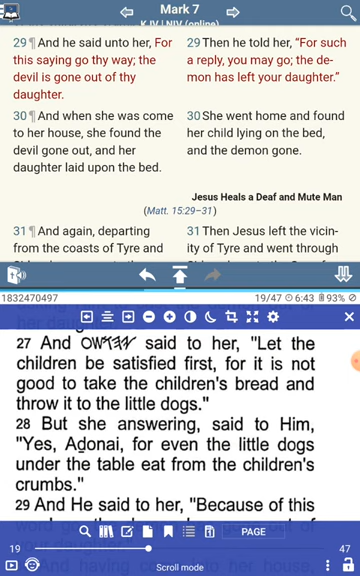 Mark 7
KJV | NIV (online)
29 ¶ And he said unto her, For
this saying go thy way; the
devil is gone out of thy
daughter.
30 ¶ And when she was come
to her house, she found the
devil gone out, and her
daughter laid upon the bed.
29 Then he told her, “For such
a reply, you may go; the de-
mon has left your daughter.”
30 She went home and found
her child lying on the bed,
and the demon gone.
Jesus Heals a Deaf and Mute Man
(Matt. 15:29–31)
31 ¶ And again, departing
from the coasts of Tyre and
31 Then Jesus left the vicin-
ity of Tyre and went through
1832470497
19/47 6:43 93%
27 And said to her, "Let the
children be satisfied first, for it is not
good to take the children's bread and
throw it to the little dogs."
28 But she answering, said to Him,
"Yes, Adonai, for even the little dogs
under the table eat from the children's
crumbs."
29 And He said to her, "Because of this
PAGE
19
47
Scroll mode